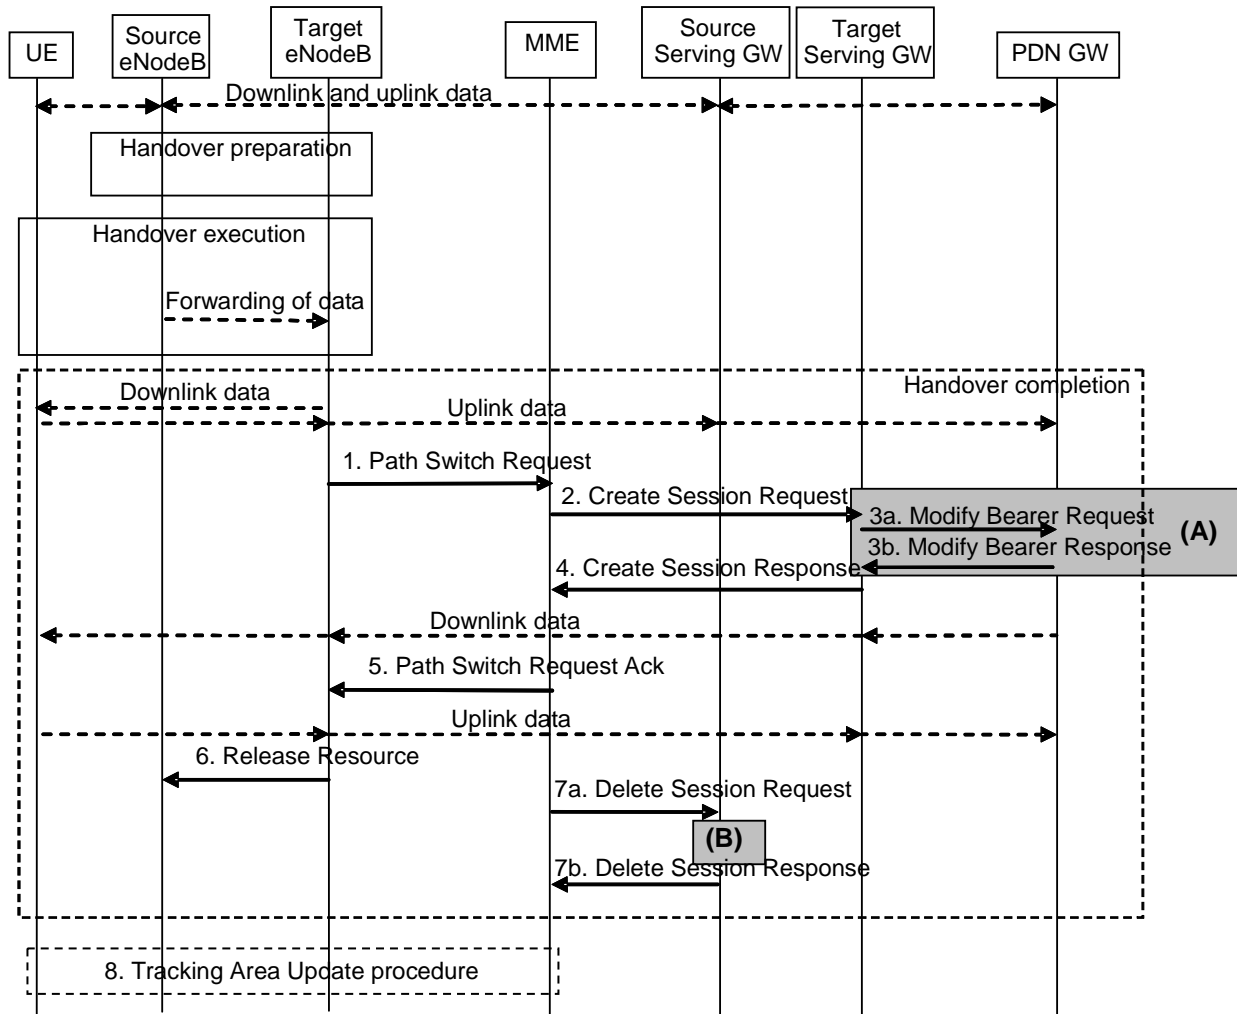 UE
Source
eNodeB
Target
eNodeB
MME
Source
Serving GW
Target
Serving GW
PDN GW
Downlink and uplink data
Handover preparation
Handover execution
Forwarding of data
Handover completion
Downlink data
Uplink data
1. Path Switch Request
2. Create Session Request
3a. Modify Bearer Request
(A)
3b. Modify Bearer Response
4. Create Session Response
Downlink data
5. Path Switch Request Ack
Uplink data
6. Release Resource
7a. Delete Session Request
(B)
7b. Delete Session Response
8. Tracking Area Update procedure